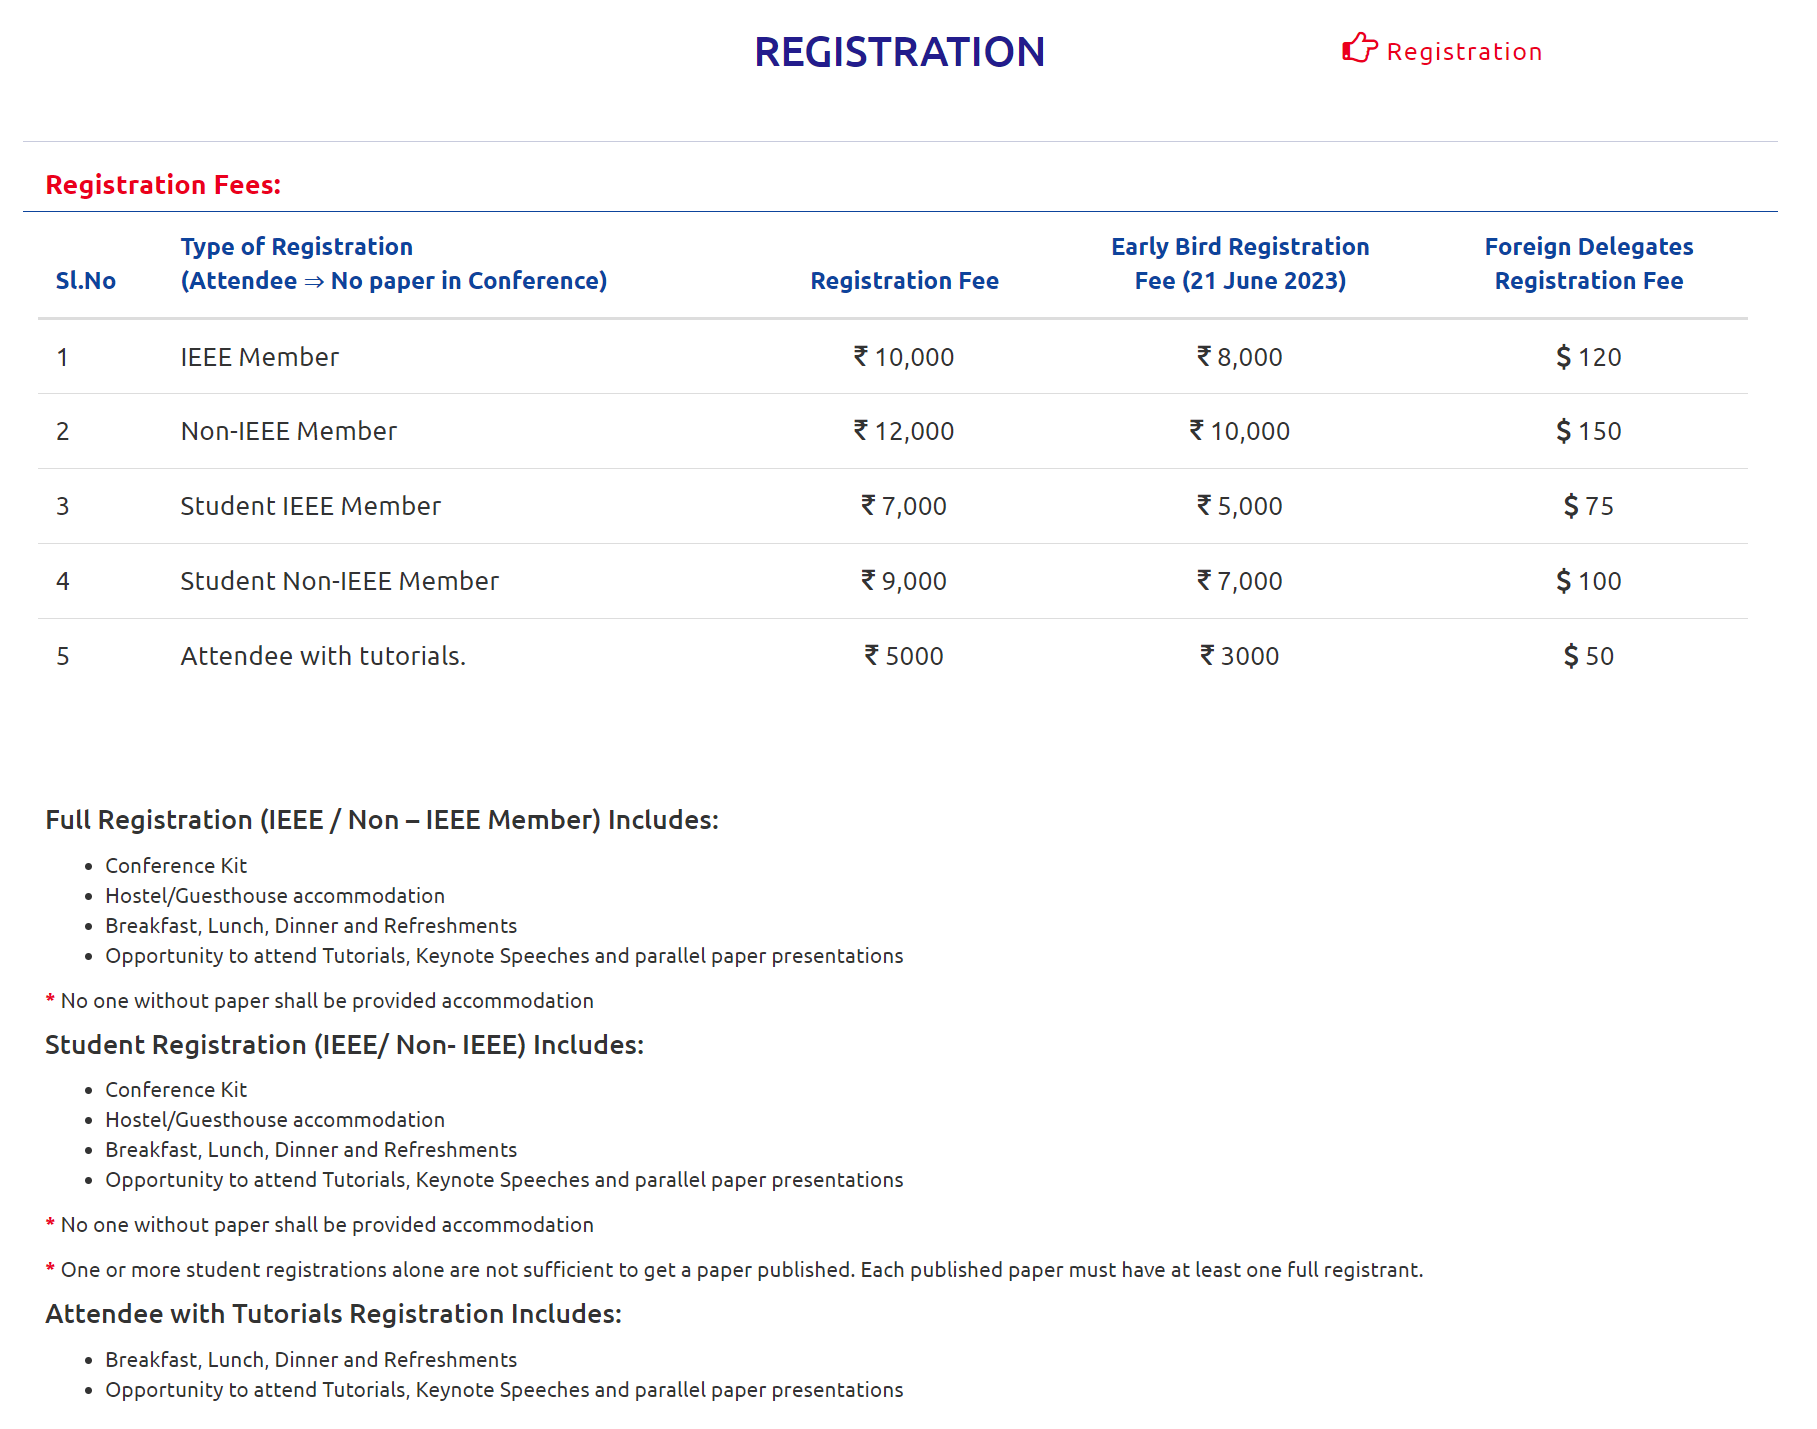 REGISTRATION
Registration
Registration Fees:
Sl.No Type of Registration (Attendee ⇒ No paper in Conference) Registration Fee Early Bird Registration Fee (21 June 2023) Foreign Delegates Registration Fee
1 IEEE Member ₹ 10,000 ₹ 8,000 $ 120
2 Non-IEEE Member ₹ 12,000 ₹ 10,000 $ 150
3 Student IEEE Member ₹ 7,000 ₹ 5,000 $ 75
4 Student Non-IEEE Member ₹ 9,000 ₹ 7,000 $ 100
5 Attendee with tutorials. ₹ 5000 ₹ 3000 $ 50
Full Registration (IEEE / Non – IEEE Member) Includes:
• Conference Kit
• Hostel/Guesthouse accommodation
• Breakfast, Lunch, Dinner and Refreshments
• Opportunity to attend Tutorials, Keynote Speeches and parallel paper presentations
* No one without paper shall be provided accommodation
Student Registration (IEEE/ Non- IEEE) Includes:
• Conference Kit
• Hostel/Guesthouse accommodation
• Breakfast, Lunch, Dinner and Refreshments
• Opportunity to attend Tutorials, Keynote Speeches and parallel paper presentations
* No one without paper shall be provided accommodation
* One or more student registrations alone are not sufficient to get a paper published. Each published paper must have at least one full registrant.
Attendee with Tutorials Registration Includes:
• Breakfast, Lunch, Dinner and Refreshments
• Opportunity to attend Tutorials, Keynote Speeches and parallel paper presentations